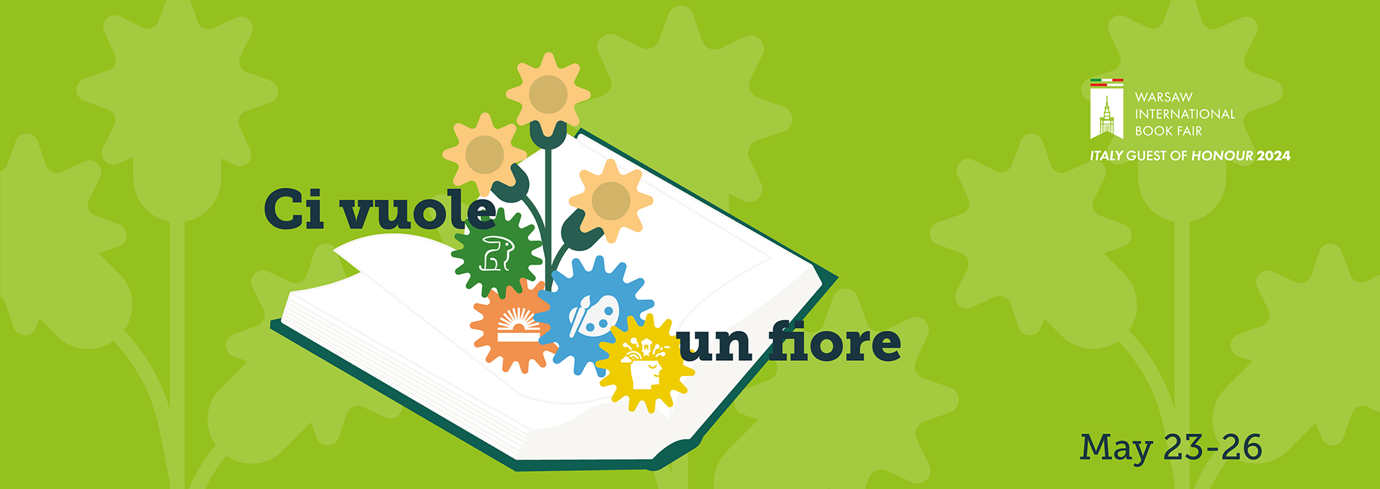 Ci vuole
un fiore
WARSAW
INTERNATIONAL
BOOK FAIR
ITALY GUEST OF HONOUR 2024
May 23-26